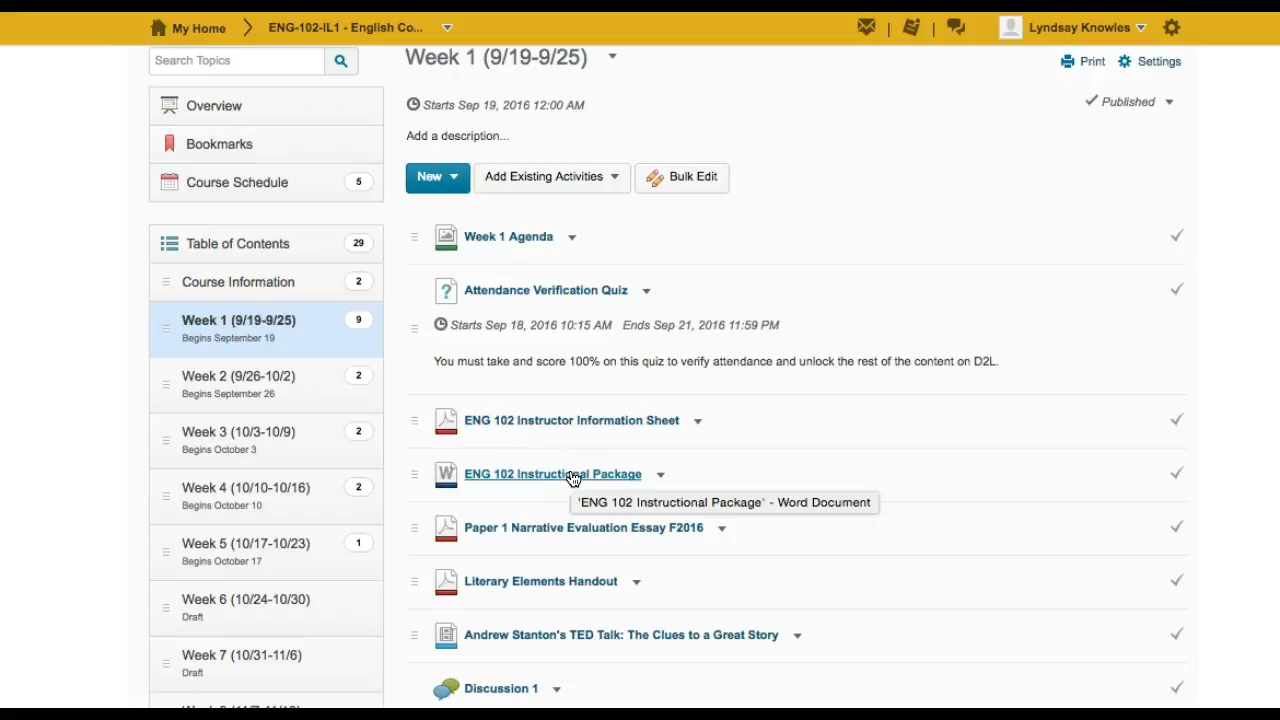 My Home
ENG-102-IL1 - English Co...
Lyndsay Knowles
Search Topics
Overview
Bookmarks
Course Schedule 5
Table of Contents 29
Course Information 2
Week 1 (9/19-9/25) 9
Begins September 19
Week 2 (9/26-10/2) 2
Begins September 26
Week 3 (10/3-10/9) 2
Begins October 3
Week 4 (10/10-10/16) 2
Begins October 10
Week 5 (10/17-10/23) 1
Begins October 17
Week 6 (10/24-10/30)
Draft
Week 7 (10/31-11/6)
Draft
Week 1 (9/19-9/25)
Print Settings
Starts Sep 19, 2016 12:00 AM
Published
Add a description...
New Add Existing Activities Bulk Edit
Week 1 Agenda
Attendance Verification Quiz
Starts Sep 18, 2016 10:15 AM Ends Sep 21, 2016 11:59 PM
You must take and score 100% on this quiz to verify attendance and unlock the rest of the content on D2L.
ENG 102 Instructor Information Sheet
ENG 102 Instructional Package
'ENG 102 Instructional Package' - Word Document
Paper 1 Narrative Evaluation Essay F2016
Literary Elements Handout
Andrew Stanton's TED Talk: The Clues to a Great Story
Discussion 1